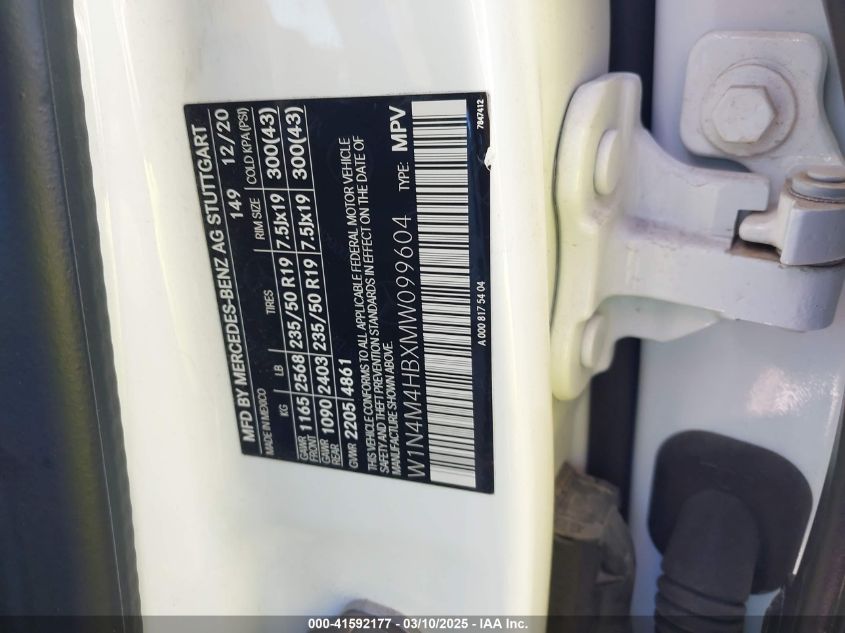 MFD BY MERCEDES-BENZ AG STUTTGART
MADE IN MEXICO 149 12/20
KG LB TIRES RIM SIZE COLD KPA(PSI)
GAWR FRONT 1165 2568 235/50 R19 7.5Jx19 300(43)
GAWR REAR 1090 2403 235/50 R19 7.5Jx19 300(43)
GVWR 2205 4861
THIS VEHICLE CONFORMS TO ALL APPLICABLE FEDERAL MOTOR VEHICLE
SAFETY AND THEFT PREVENTION STANDARDS IN EFFECT ON THE DATE OF
MANUFACTURE SHOWN ABOVE.
W1N4M4HBXMW099604 TYPE: MPV
A 000 817 54 04 7847412
000-41592177 - 03/10/2025 - IAA Inc.